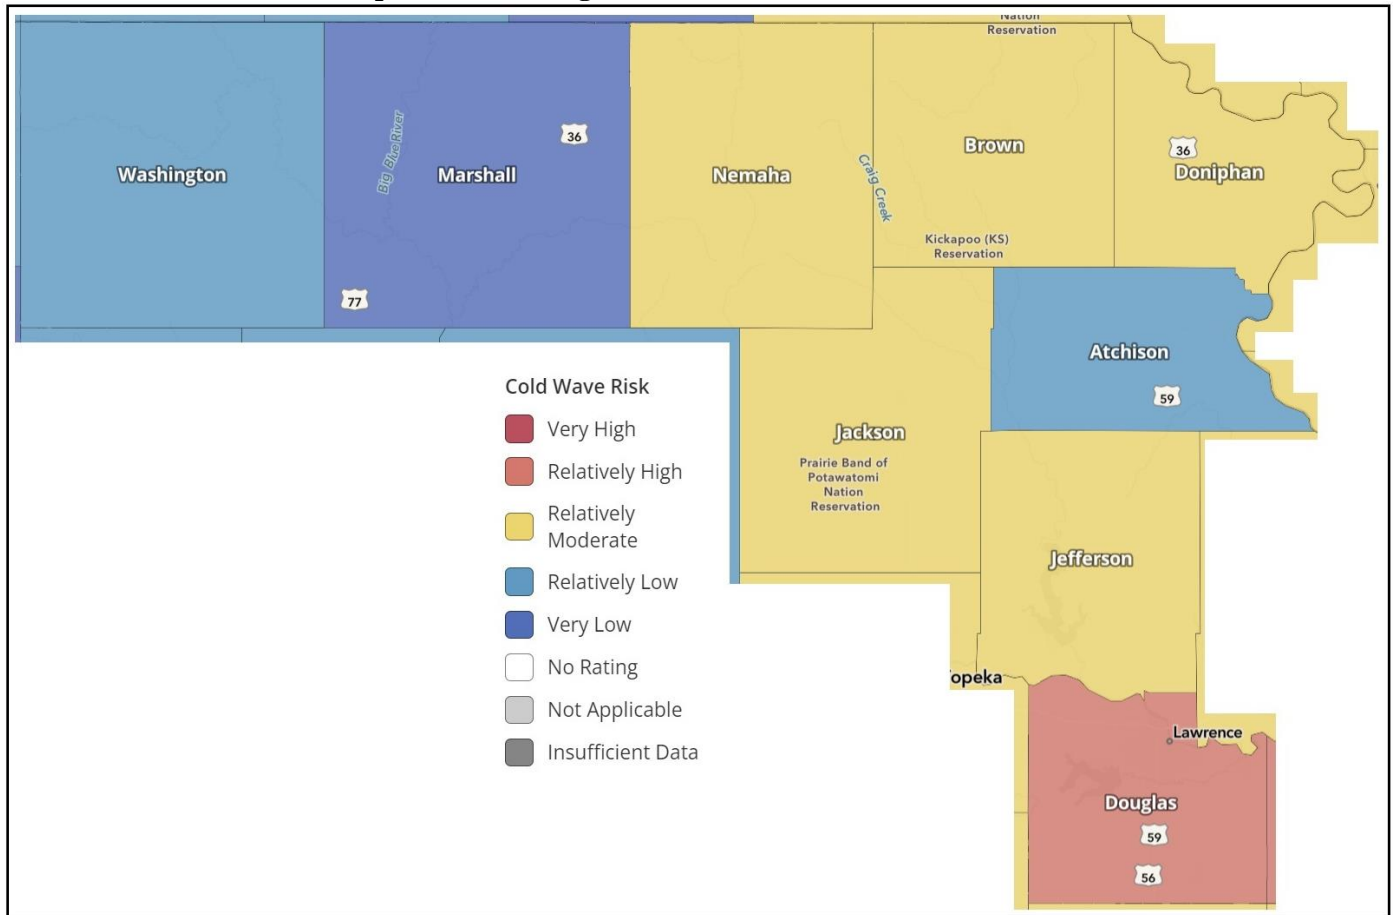 Nation
Reservation
36
Big Blue River
Washington
Marshall
Nemaha
Craig Creek
Brown
36
Doniphan
Kickapoo (KS)
Reservation
77
Atchison
59
Cold Wave Risk
Very High
Relatively High
Relatively
Moderate
Relatively Low
Very Low
No Rating
Not Applicable
Insufficient Data
Jackson
Prairie Band of
Potawatomi
Nation
Reservation
Jefferson
opeka
Lawrence
Douglas
59
56